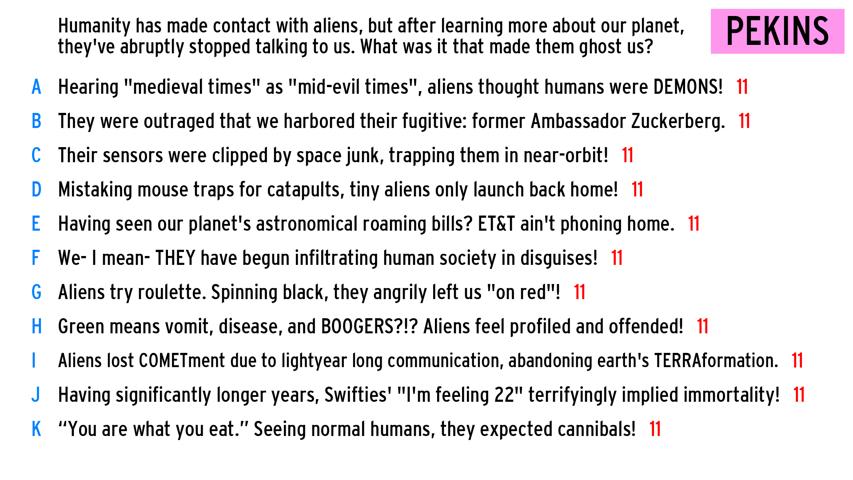 Humanity has made contact with aliens, but after learning more about our planet,
they've abruptly stopped talking to us. What was it that made them ghost us?
PEKINS
A Hearing "medieval times" as "mid-evil times", aliens thought humans were DEMONS! 11
B They were outraged that we harbored their fugitive: former Ambassador Zuckerberg. 11
C Their sensors were clipped by space junk, trapping them in near-orbit! 11
D Mistaking mouse traps for catapults, tiny aliens only launch back home! 11
E Having seen our planet's astronomical roaming bills? ET&T ain't phoning home. 11
F We- I mean- THEY have begun infiltrating human society in disguises! 11
G Aliens try roulette. Spinning black, they angrily left us "on red"! 11
H Green means vomit, disease, and BOOGERS?!? Aliens feel profiled and offended! 11
I Aliens lost COMETment due to lightyear long communication, abandoning earth's TERRAformation. 11
J Having significantly longer years, Swifties' "I'm feeling 22" terrifyingly implied immortality! 11
K “You are what you eat.” Seeing normal humans, they expected cannibals! 11